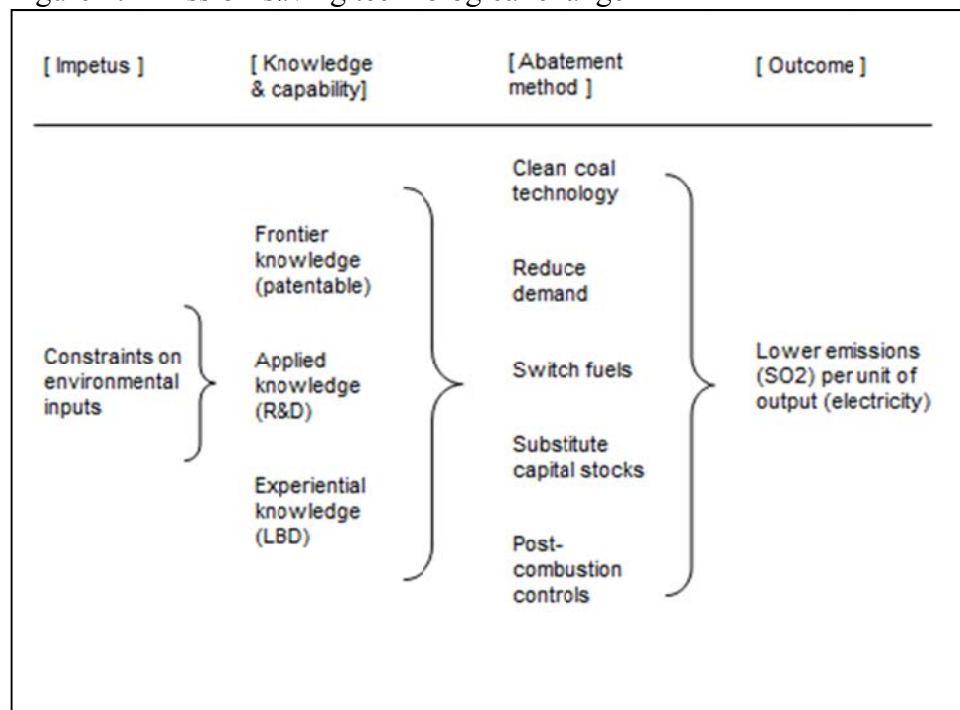 [ Impetus ]
[ Knowledge
& capability]
[ Abatement
method ]
[ Outcome ]
Constraints on
environmental
inputs
Frontier
knowledge
(patentable)
Applied
knowledge
(R&D)
Experiential
knowledge
(LBD)
Clean coal
technology
Reduce
demand
Switch fuels
Substitute
capital stocks
Post-
combustion
controls
Lower emissions
(SO2) per unit of
output (electricity)